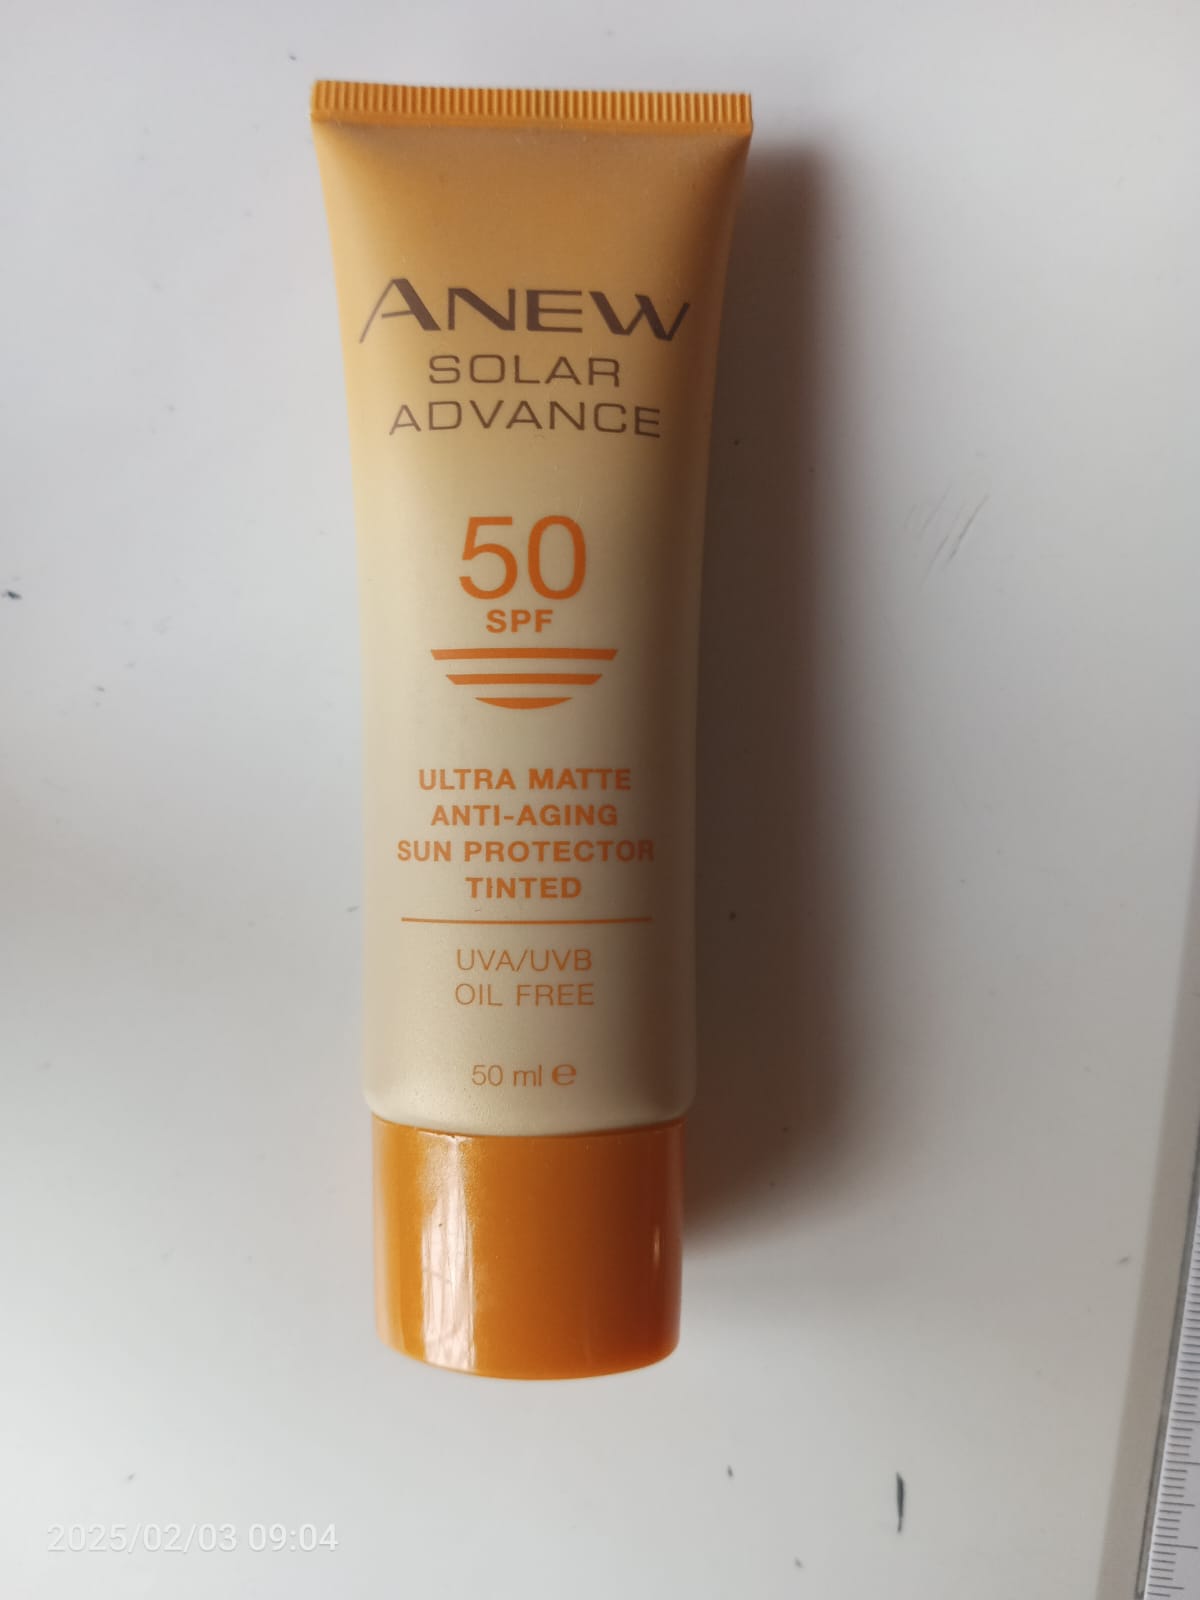 ANEW
SOLAR
ADVANCE
50
SPF
ULTRA MATTE
ANTI-AGING
SUN PROTECTOR
TINTED
UVA/UVB
OIL FREE
50 ml ℮
2025/02/03 09:04